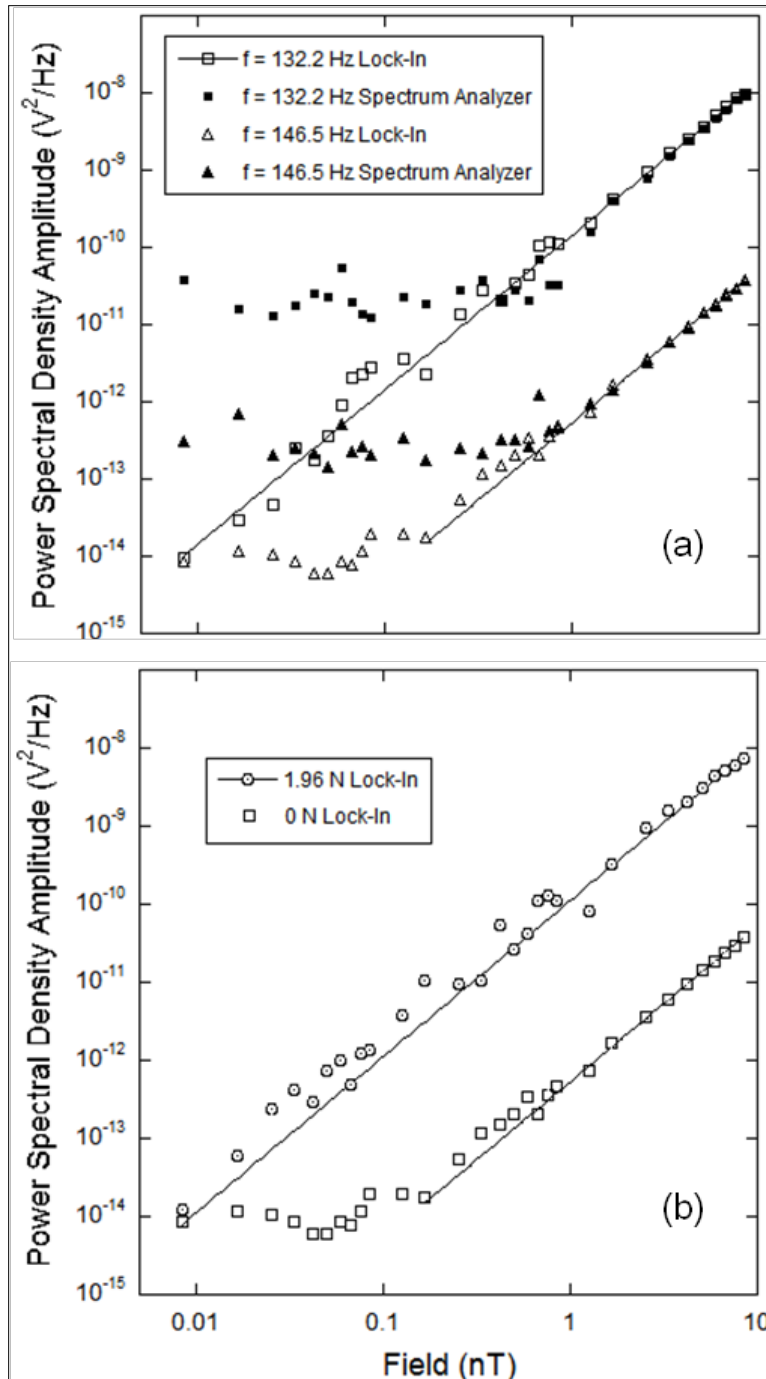 Power Spectral Density Amplitude (V²/Hz)
10⁻⁸
10⁻⁹
10⁻¹⁰
10⁻¹¹
10⁻¹²
10⁻¹³
10⁻¹⁴
10⁻¹⁵
f = 132.2 Hz Lock-In
f = 132.2 Hz Spectrum Analyzer
f = 146.5 Hz Lock-In
f = 146.5 Hz Spectrum Analyzer
(a)
Power Spectral Density Amplitude (V²/Hz)
10⁻⁸
10⁻⁹
10⁻¹⁰
10⁻¹¹
10⁻¹²
10⁻¹³
10⁻¹⁴
10⁻¹⁵
1.96 N Lock-In
0 N Lock-In
(b)
0.01 0.1 1 10
Field (nT)